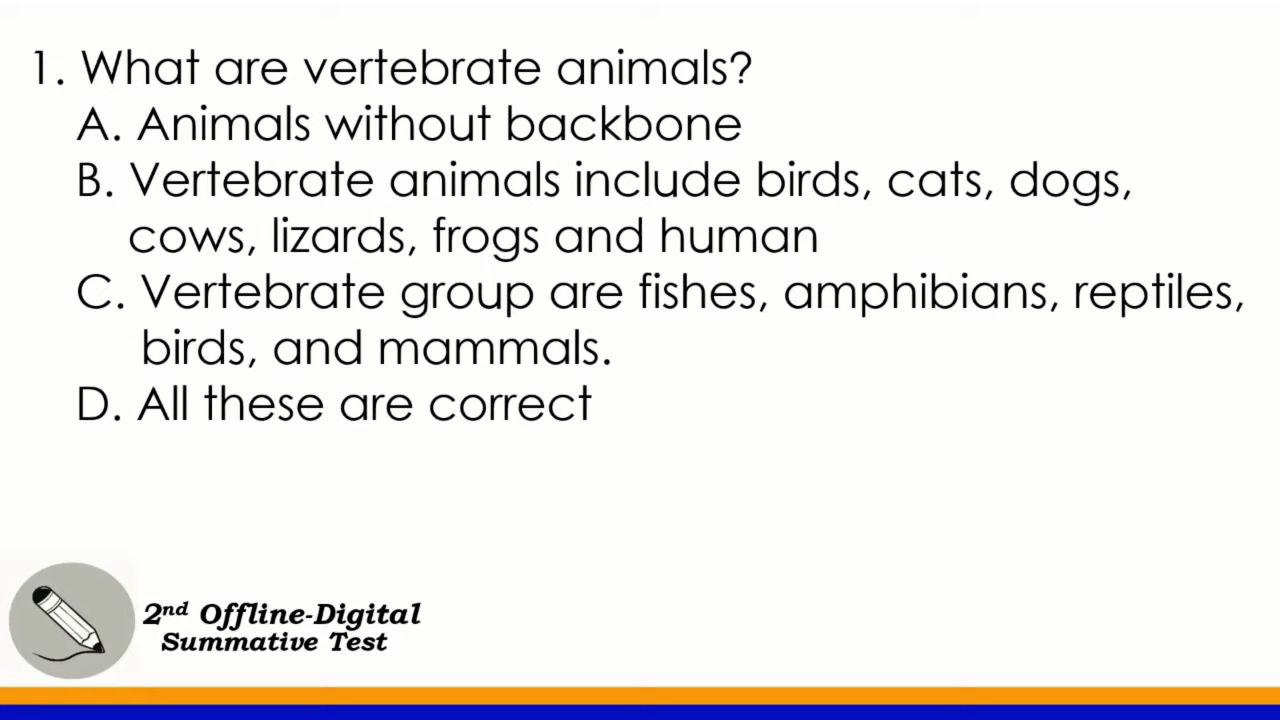 1. What are vertebrate animals?
A. Animals without backbone
B. Vertebrate animals include birds, cats, dogs,
cows, lizards, frogs and human
C. Vertebrate group are fishes, amphibians, reptiles,
birds, and mammals.
D. All these are correct
2nd Offline-Digital
Summative Test